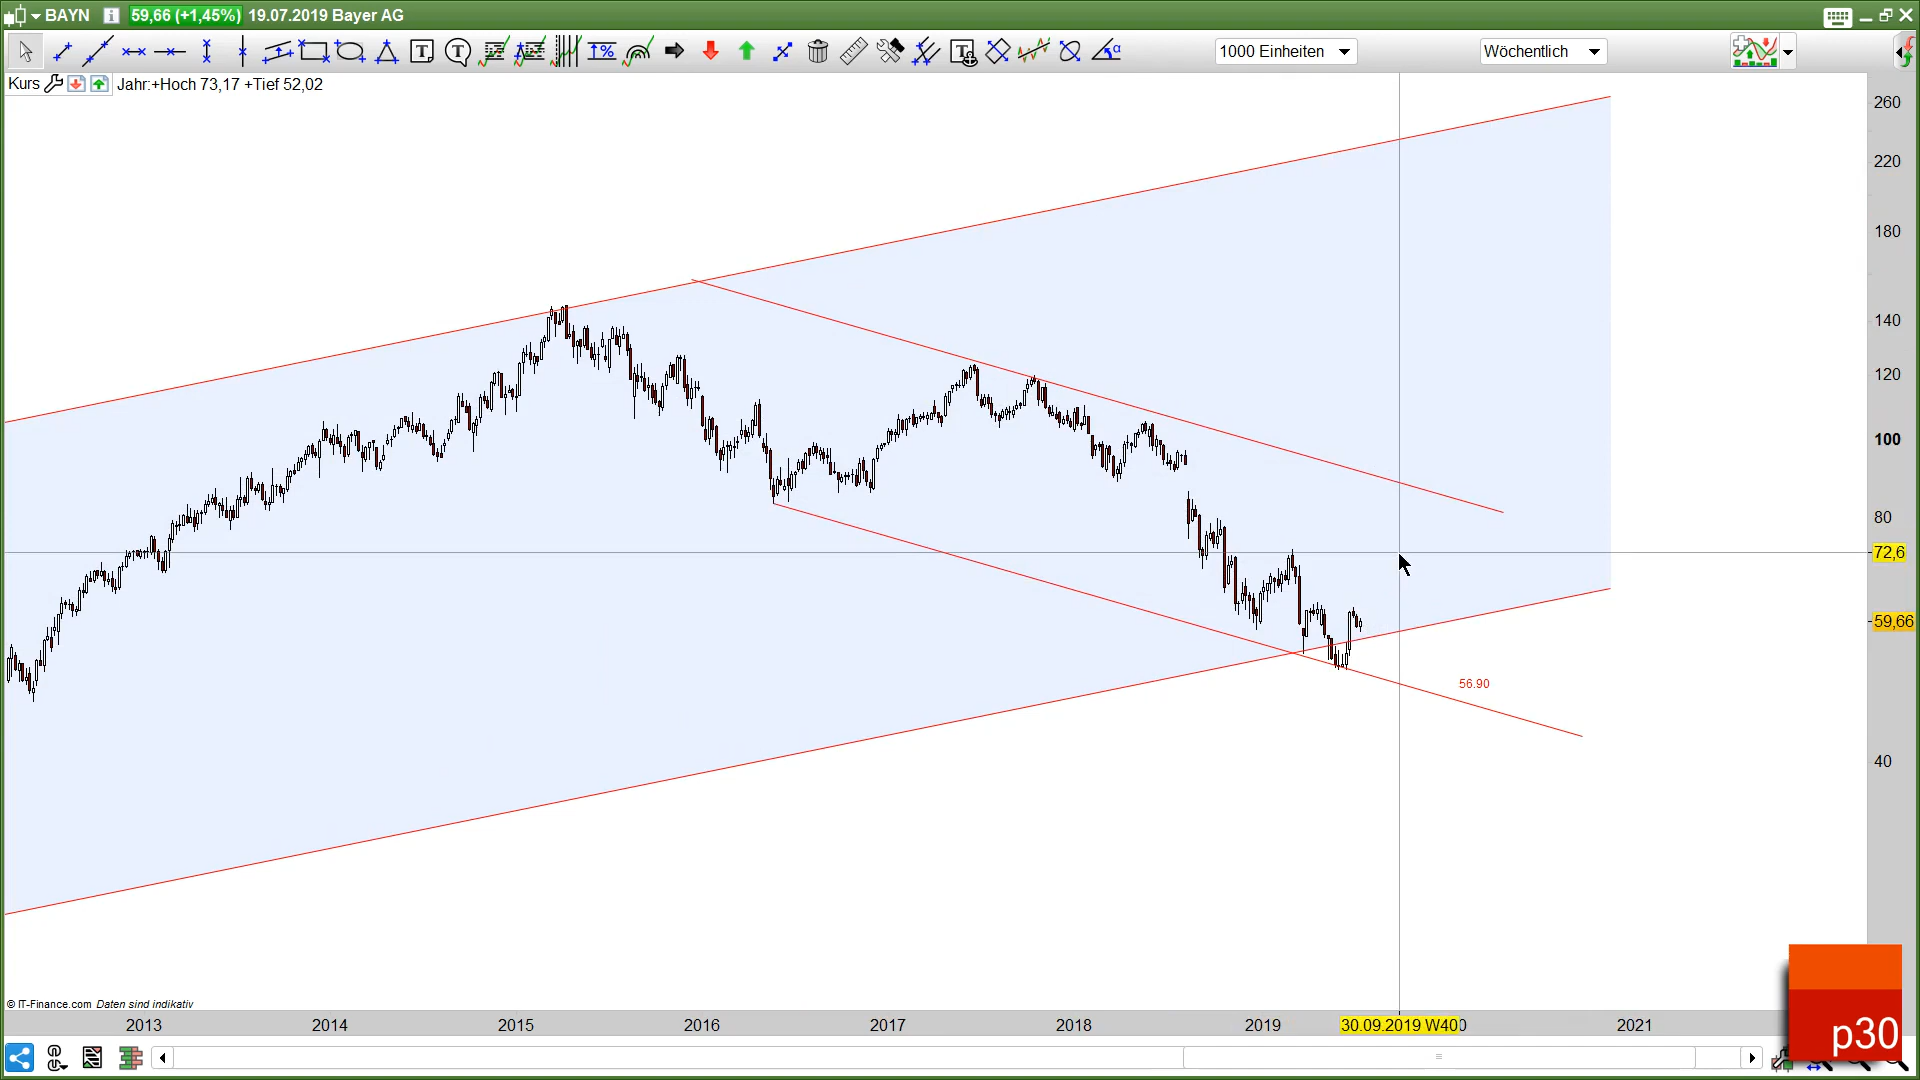 BAYN i 59,66 (+1,45%) 19.07.2019 Bayer AG
1000 Einheiten
Wöchentlich
Kurs Jahr:+Hoch 73,17 +Tief 52,02
260
220
180
140
120
100
80
72,6
59,66
56.90
40
© IT-Finance.com Daten sind indikativ
2013 2014 2015 2016 2017 2018 2019 30.09.2019 W40 0 2021
p30